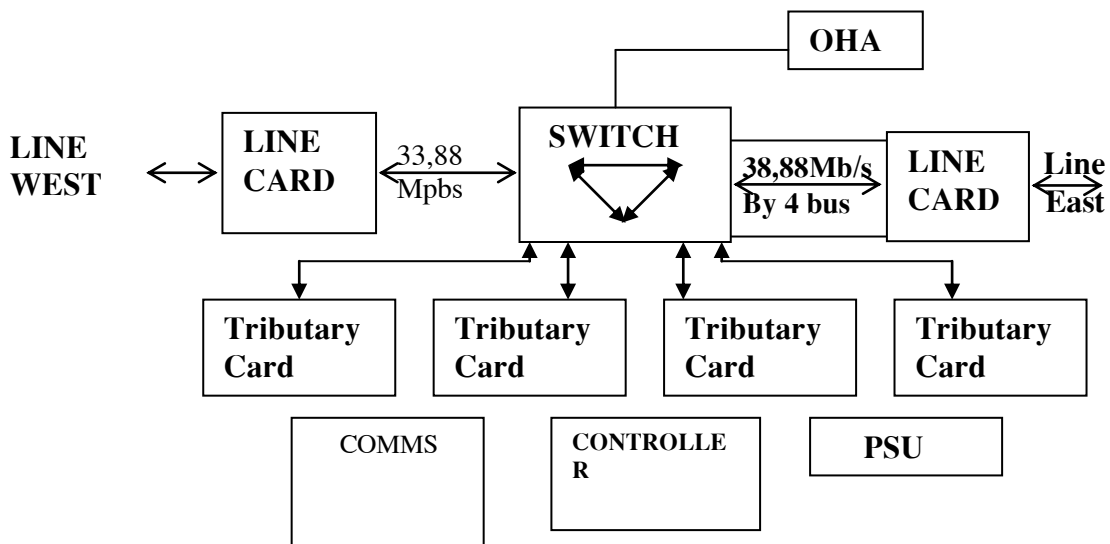 OHA
LINE
WEST
LINE
CARD
33,88
Mpbs
SWITCH
38,88Mb/s
By 4 bus
LINE
CARD
Line
East
Tributary
Card
Tributary
Card
Tributary
Card
Tributary
Card
COMMS
CONTROLLE
R
PSU